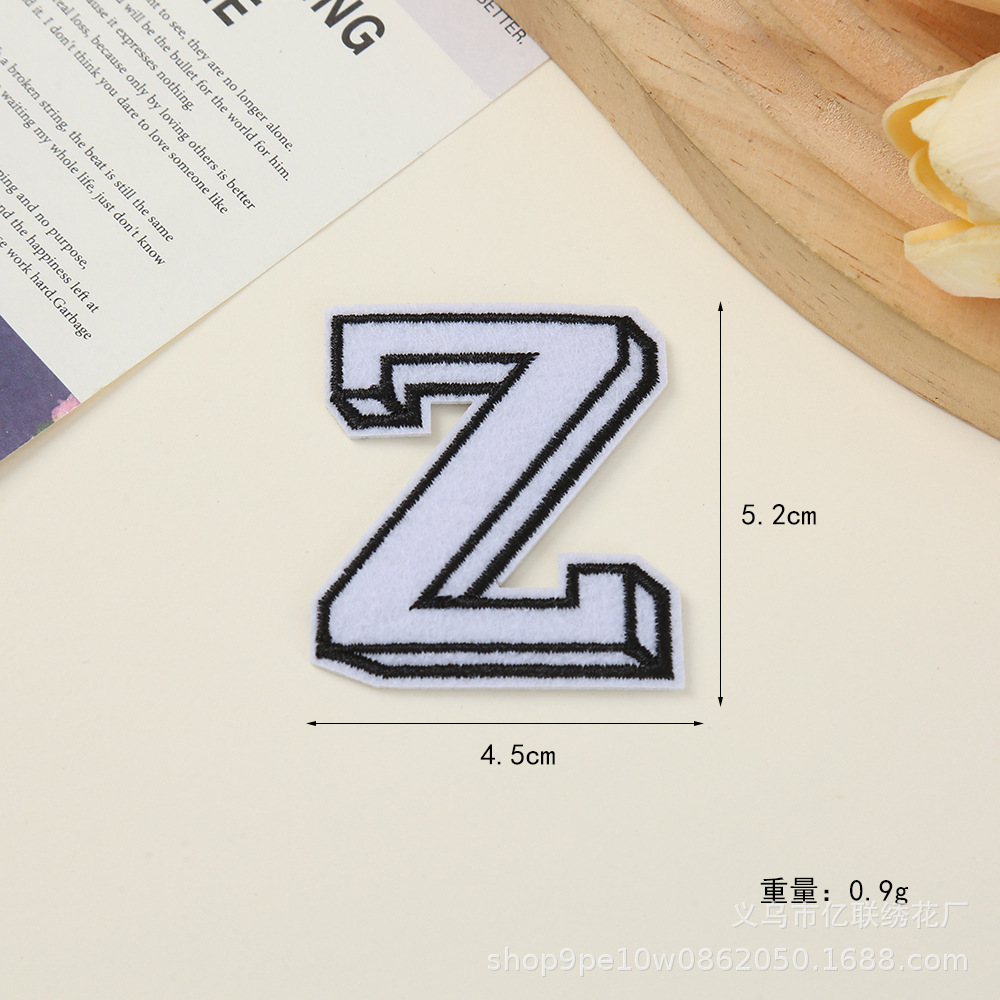 NG
E
BETTER.
to see, they are no longer alone.
will be the bullet for the world for him.
it expresses nothing.
real loss, because only by loving others is better
it. I don't think you dare to love someone like
a broken string, the beat is still the same
waiting my whole life, just don't know
ping and no purpose,
nd the happiness left at
work hard.Garbage
Z
5.2cm
4.5cm
重量：0.9g
义乌市亿联绣花厂
shop9pe10w0862050.1688.com